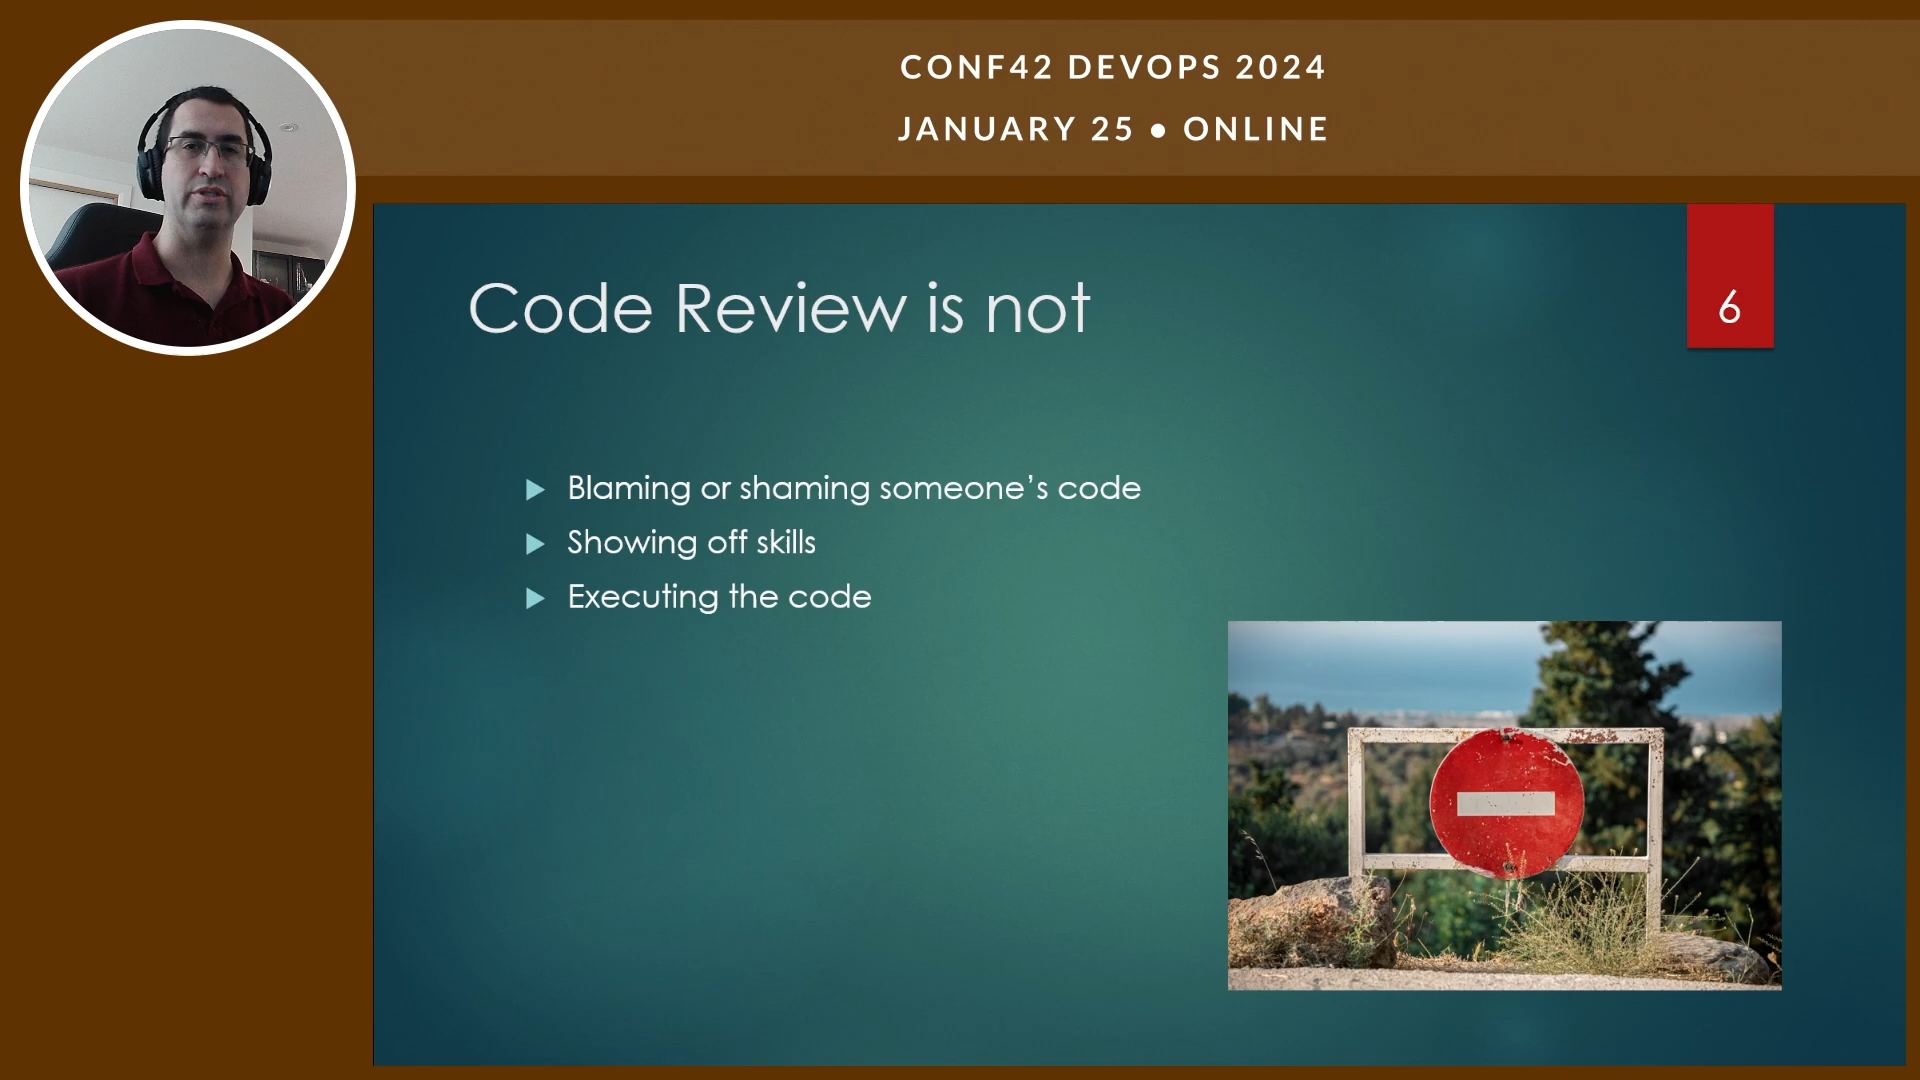 CONF42 DEVOPS 2024
JANUARY 25 • ONLINE
Code Review is not
6
Blaming or shaming someone’s code
Showing off skills
Executing the code